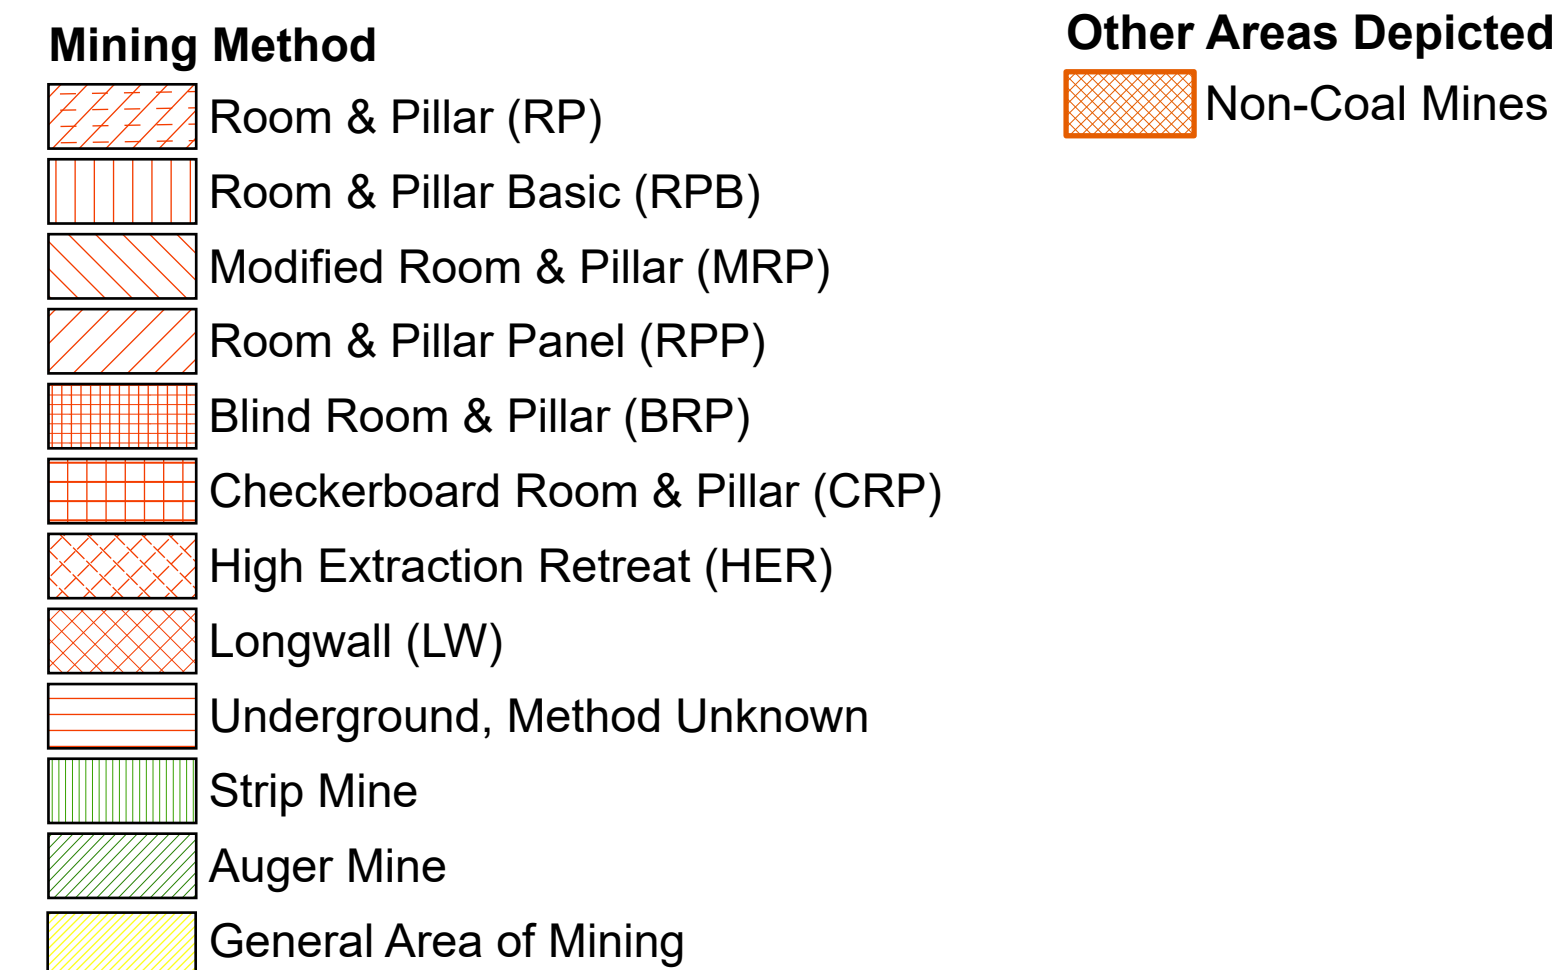 Mining Method
Room & Pillar (RP)
Room & Pillar Basic (RPB)
Modified Room & Pillar (MRP)
Room & Pillar Panel (RPP)
Blind Room & Pillar (BRP)
Checkerboard Room & Pillar (CRP)
High Extraction Retreat (HER)
Longwall (LW)
Underground, Method Unknown
Strip Mine
Auger Mine
General Area of Mining
Other Areas Depicted
Non-Coal Mines